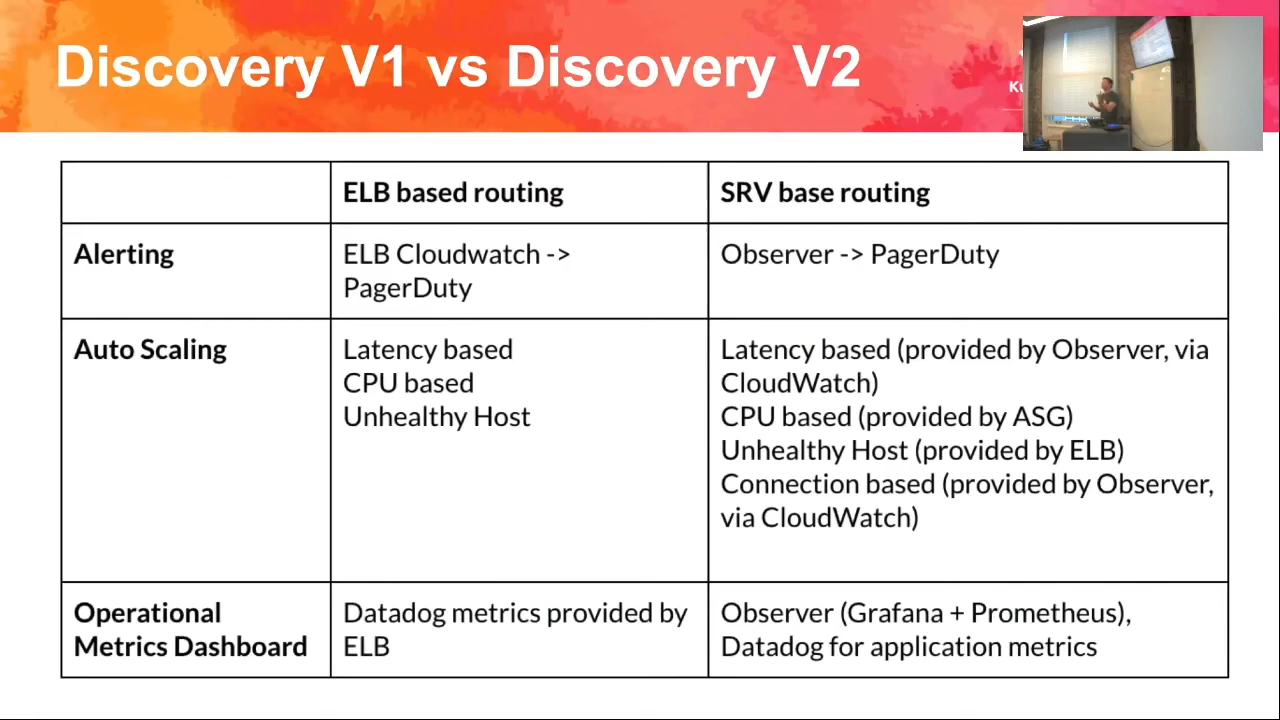 Discovery V1 vs Discovery V2
ELB based routing
SRV base routing
Alerting
ELB Cloudwatch ->
PagerDuty
Observer -> PagerDuty
Auto Scaling
Latency based
CPU based
Unhealthy Host
Latency based (provided by Observer, via
CloudWatch)
CPU based (provided by ASG)
Unhealthy Host (provided by ELB)
Connection based (provided by Observer,
via CloudWatch)
Operational
Metrics Dashboard
Datadog metrics provided by
ELB
Observer (Grafana + Prometheus),
Datadog for application metrics